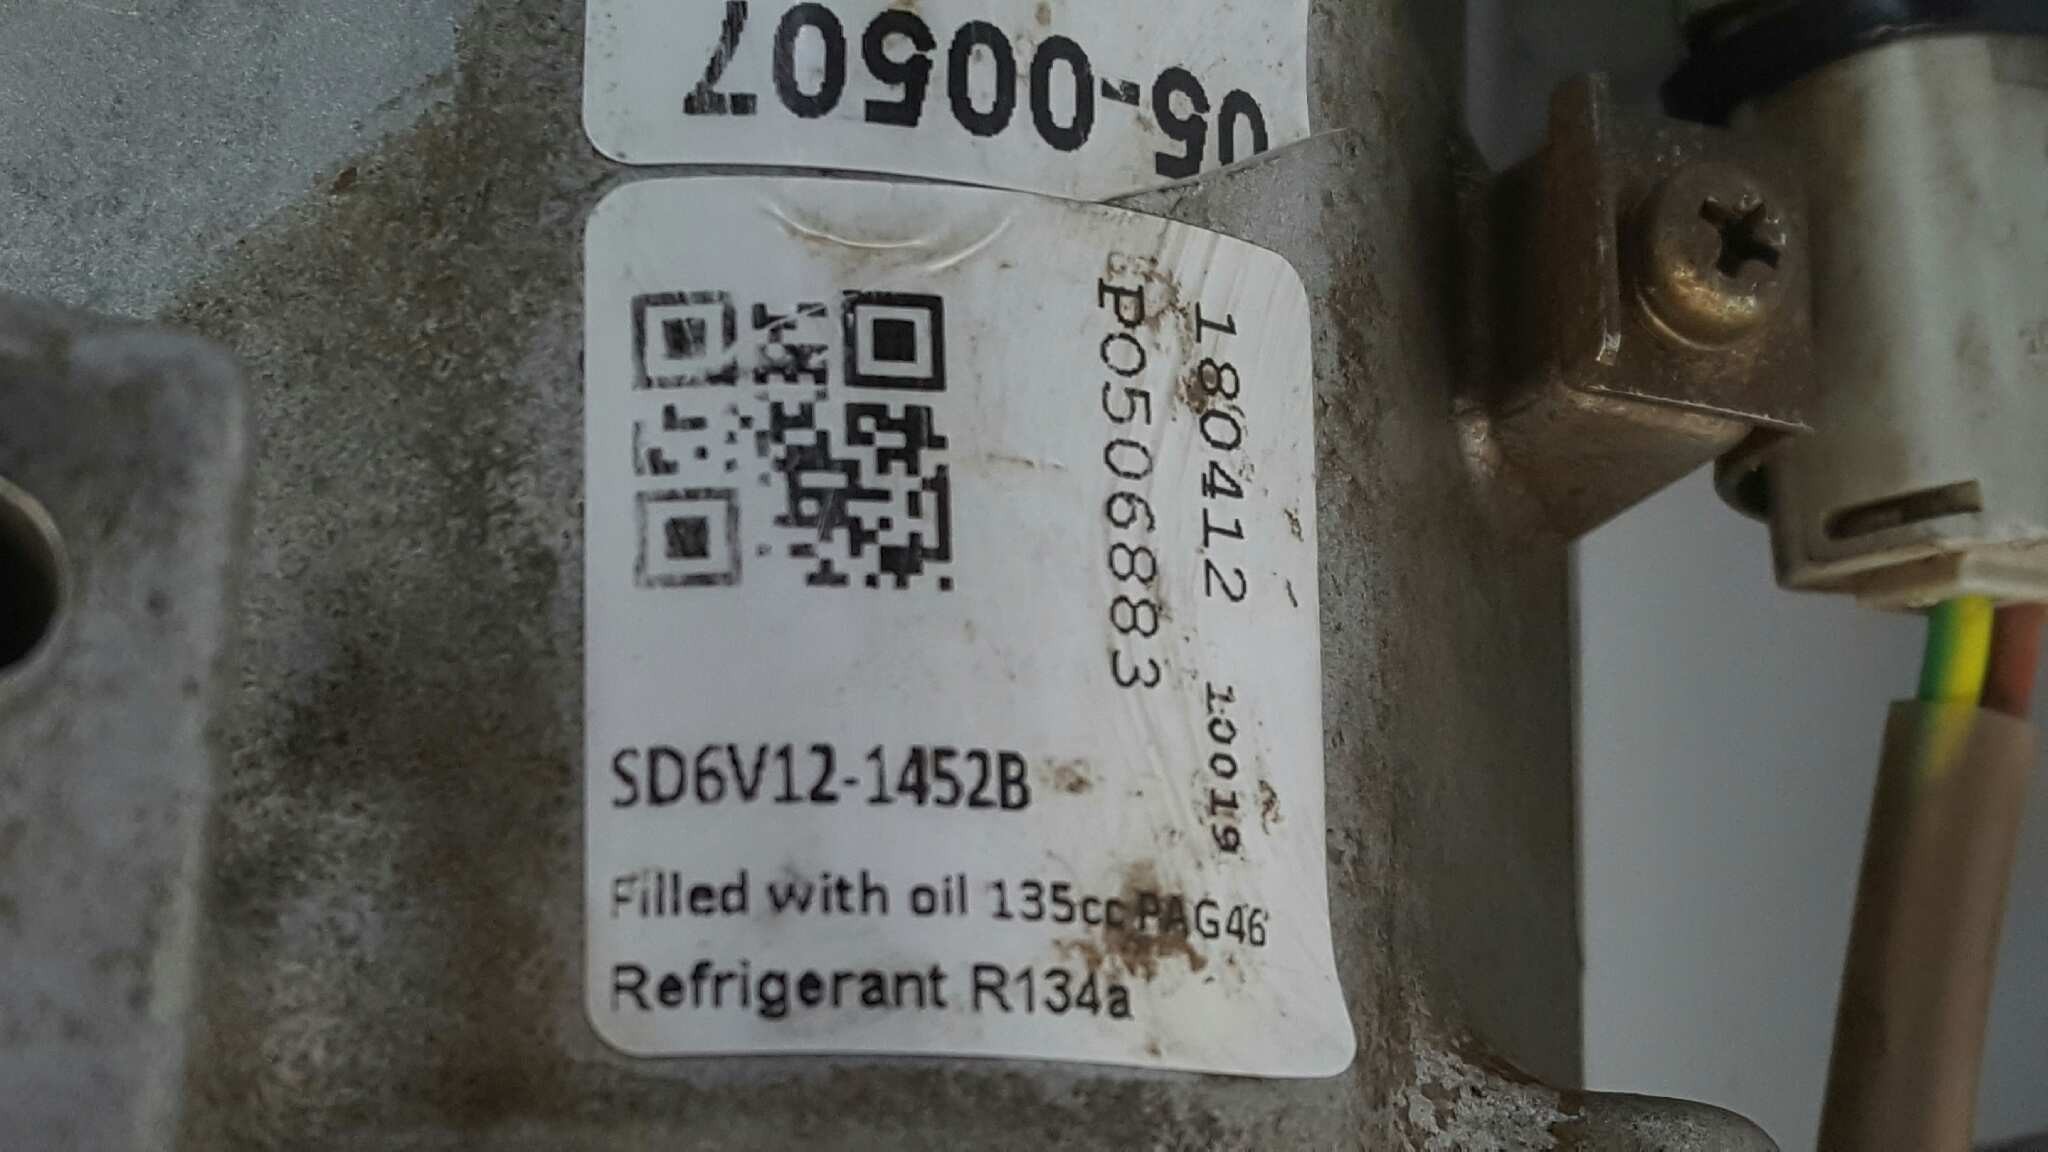 05-00507
SD6V12-1452B
Filled with oil 135cc PAG46
Refrigerant R134a
180412 10019
P0506883